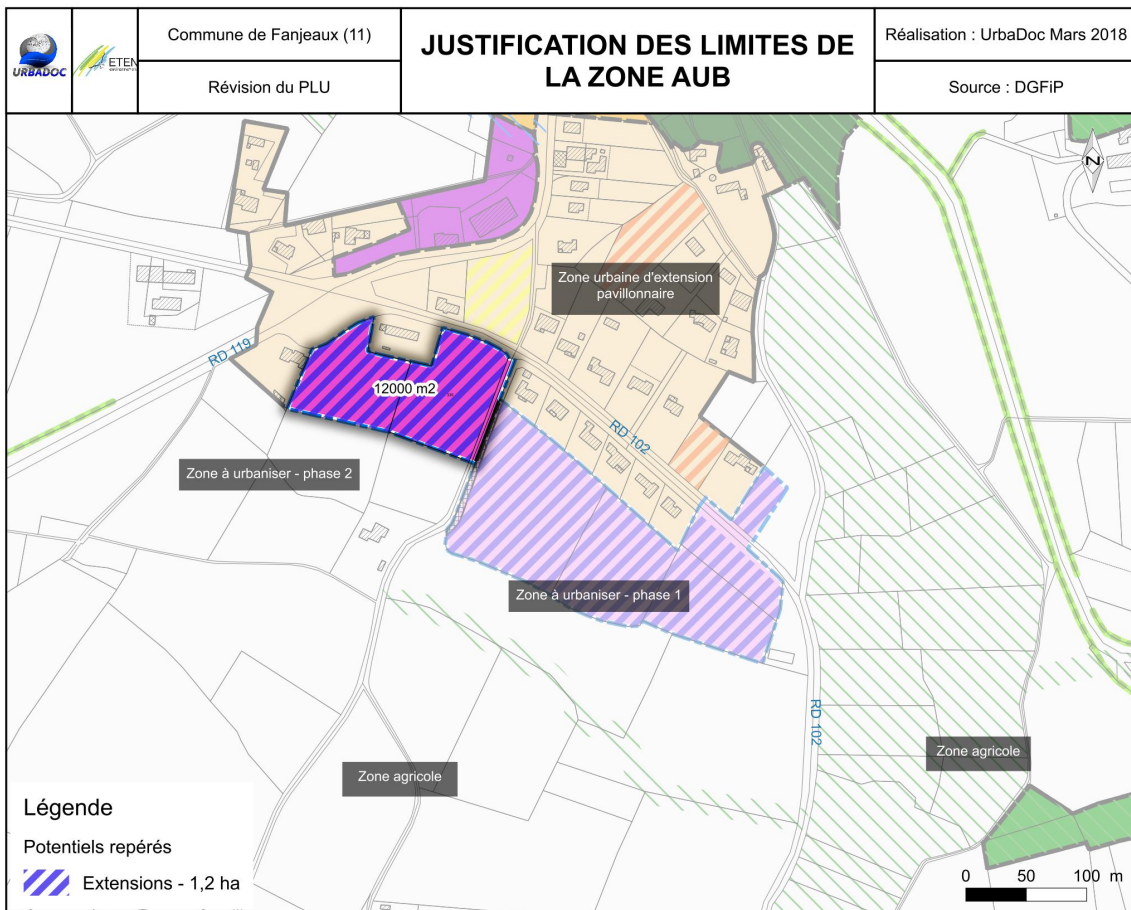 URBADOC
ETEN
Commune de Fanjeaux (11)
Révision du PLU
JUSTIFICATION DES LIMITES DE
LA ZONE AUB
Réalisation : UrbaDoc Mars 2018
Source : DGFiP
N
Zone urbaine d'extension
pavillonnaire
RD 119
12000 m2
RD 102
Zone à urbaniser - phase 2
Zone à urbaniser - phase 1
RD 102
Zone agricole
Zone agricole
Légende
Potentiels repérés
Extensions - 1,2 ha
0 50 100 m